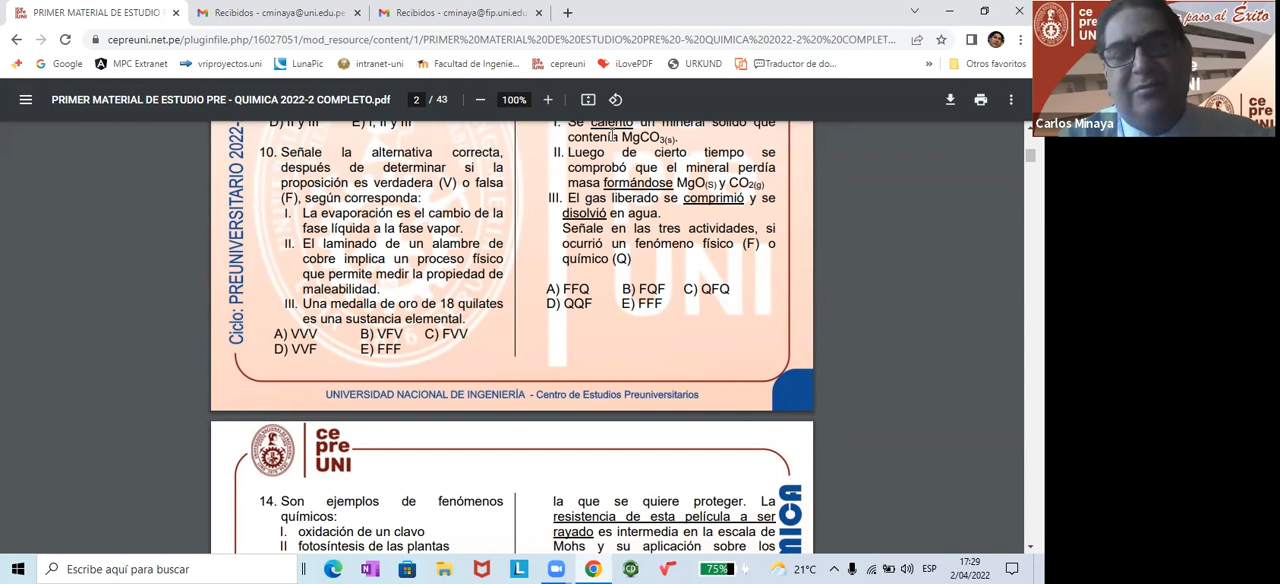 PRIMER MATERIAL DE ESTUDIO
Recibidos - cminaya@uni.edu.pe
Recibidos - cminaya@fip.uni.edu
cepreuni.net.pe/pluginfile.php/16027051/mod_resource/content/1/PRIMER%20MATERIAL%20DE%20ESTUDIO%20PRE%20-%20QUIMICA%202022-2%20%20COMPLET...
G Google
MPC Extranet
vriproyectos.uni
LunaPic
intranet-uni
Facultad de Ingenie...
cepreuni
iLovePDF
URKUND
Traductor de do...
»
Otros favoritos
PRIMER MATERIAL DE ESTUDIO PRE - QUIMICA 2022-2 COMPLETO.pdf
2 / 43
100%
paso al Éxito
ce
pre
UNI
Carlos Minaya
Ciclo: PREUNIVERSITARIO 2022-
D) II y III E) I, II y III
10. Señale la alternativa correcta,
después de determinar si la
proposición es verdadera (V) o falsa
(F), según corresponda:
I. La evaporación es el cambio de la
fase líquida a la fase vapor.
II. El laminado de un alambre de
cobre implica un proceso físico
que permite medir la propiedad de
maleabilidad.
III. Una medalla de oro de 18 quilates
es una sustancia elemental.
A) VVV B) VFV C) FVV
D) VVF E) FFF
I. Se calentó un mineral sólido que
contenía MgCO3(s).
II. Luego de cierto tiempo se
comprobó que el mineral perdía
masa formándose MgO(S) y CO2(g)
III. El gas liberado se comprimió y se
disolvió en agua.
Señale en las tres actividades, si
ocurrió un fenómeno físico (F) o
químico (Q)
A) FFQ B) FQF C) QFQ
D) QQF E) FFF
UNI
UNIVERSIDAD NACIONAL DE INGENIERÍA - Centro de Estudios Preuniversitarios
ce
pre
UNI
14. Son ejemplos de fenómenos
químicos:
I. oxidación de un clavo
II fotosíntesis de las plantas
la que se quiere proteger. La
resistencia de esta película a ser
rayado es intermedia en la escala de
Mohs y su aplicación sobre los
Escribe aquí para buscar
75%
21°C
ESP
17:29
2/04/2022